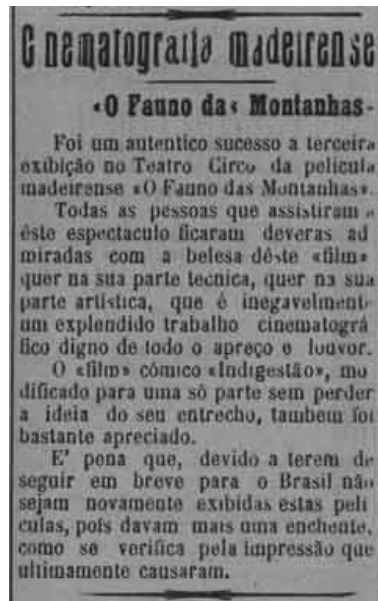 C nematografia madeirense
«O Fauno da« Montanhas-
Foi um autentico sucesso a terceira
exibição no Teatro Circo da pelicula
madeirense «O Fauno das Montanhas».
Todas as pessoas que assistiram a
êste espectaculo ficaram deveras ad
miradas com a belesa dêste «film»
quer na sua parte tecnica, quer na sua
parte artistica, que é inegavelmente
um explendido trabalho cinematográ
fico digno de todo o apreço e louvor.
O «film» cómico «Indigestão», mo
dificado para uma só parte sem perder
a ideia do seu entrecho, tambem foi
bastante apreciado.
E' pena que, devido a terem de
seguir em breve para o Brasil não
sejam novamente exibidas estas peli
culas, pois davam mais uma enchente,
como se verifica pela impressão que
ultimamente causaram.